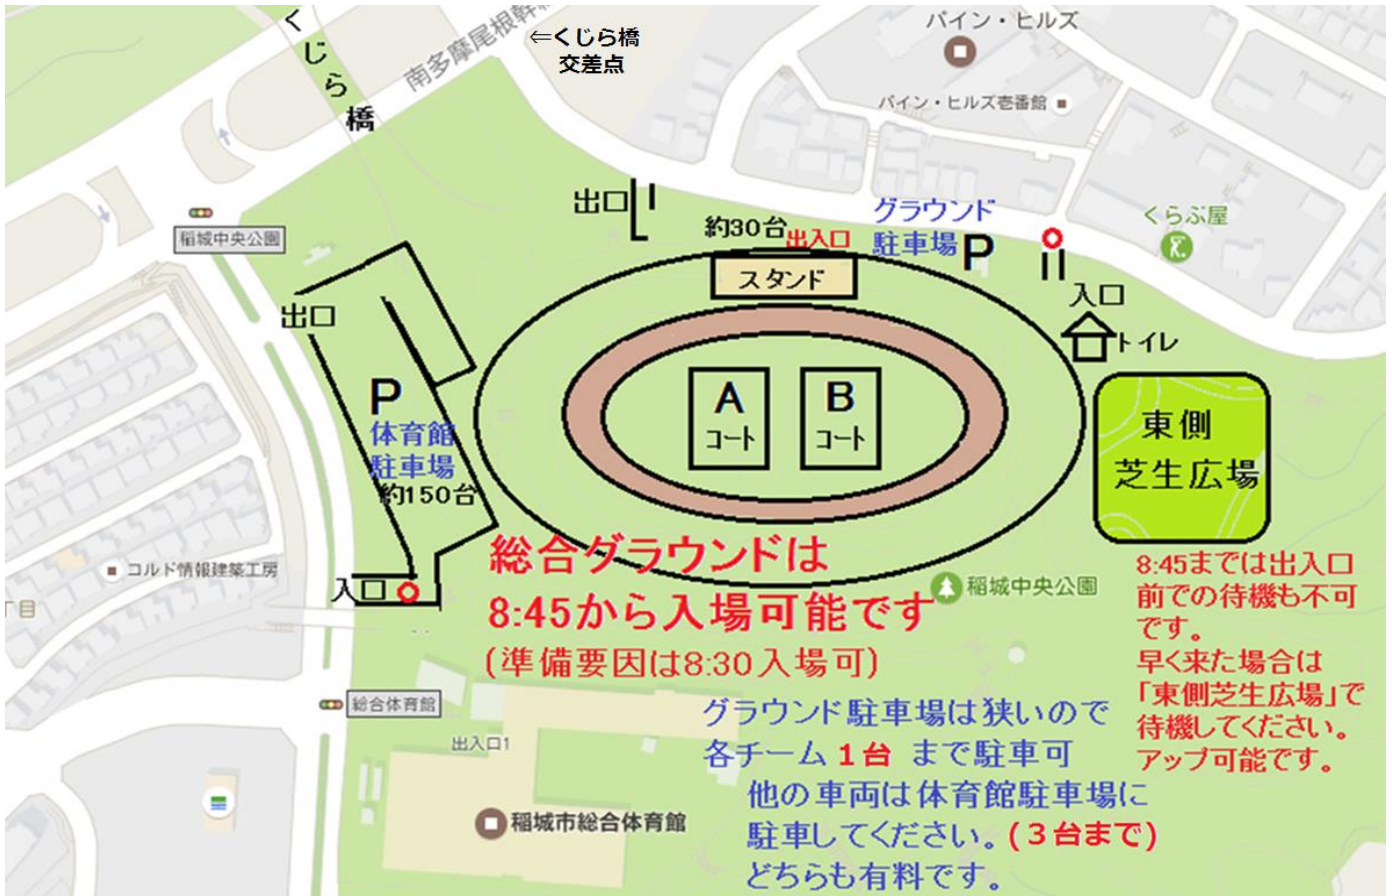 くじら橋
南多摩尾根幹
⇐くじら橋
交差点
パイン・ヒルズ
パイン・ヒルズ壱番館
稲城中央公園
出口
約30台
出入口
グラウンド
駐車場
P
くらぶ屋
スタンド
入口
トイレ
出口
P
体育館
駐車場
約150台
A
コート
B
コート
東側
芝生広場
コルド情報建築工房
丁目
入口
総合グラウンドは
8:45から入場可能です
(準備要因は8:30入場可)
稲城中央公園
8:45までは出入口
前での待機も不可
です。
早く来た場合は
「東側芝生広場」で
待機してください。
アップ可能です。
総合体育館
出入口1
稲城市総合体育館
グラウンド駐車場は狭いので
各チーム 1台 まで駐車可
他の車両は体育館駐車場に
駐車してください。(3台まで)
どちらも有料です。